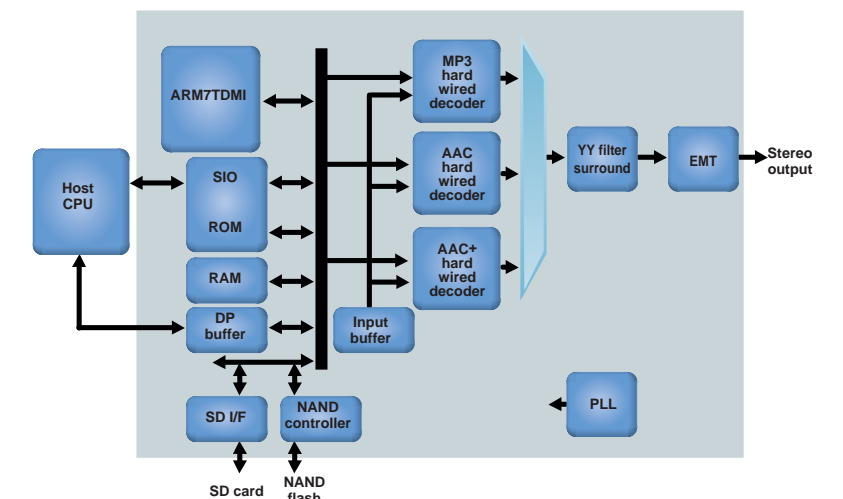 ARM7TDMI
MP3
hard
wired
decoder
Host
CPU
SIO
ROM
AAC
hard
wired
decoder
YY filter
surround
EMT
Stereo
output
RAM
AAC+
hard
wired
decoder
DP
buffer
Input
buffer
SD I/F
NAND
controller
PLL
SD card
NAND
flash